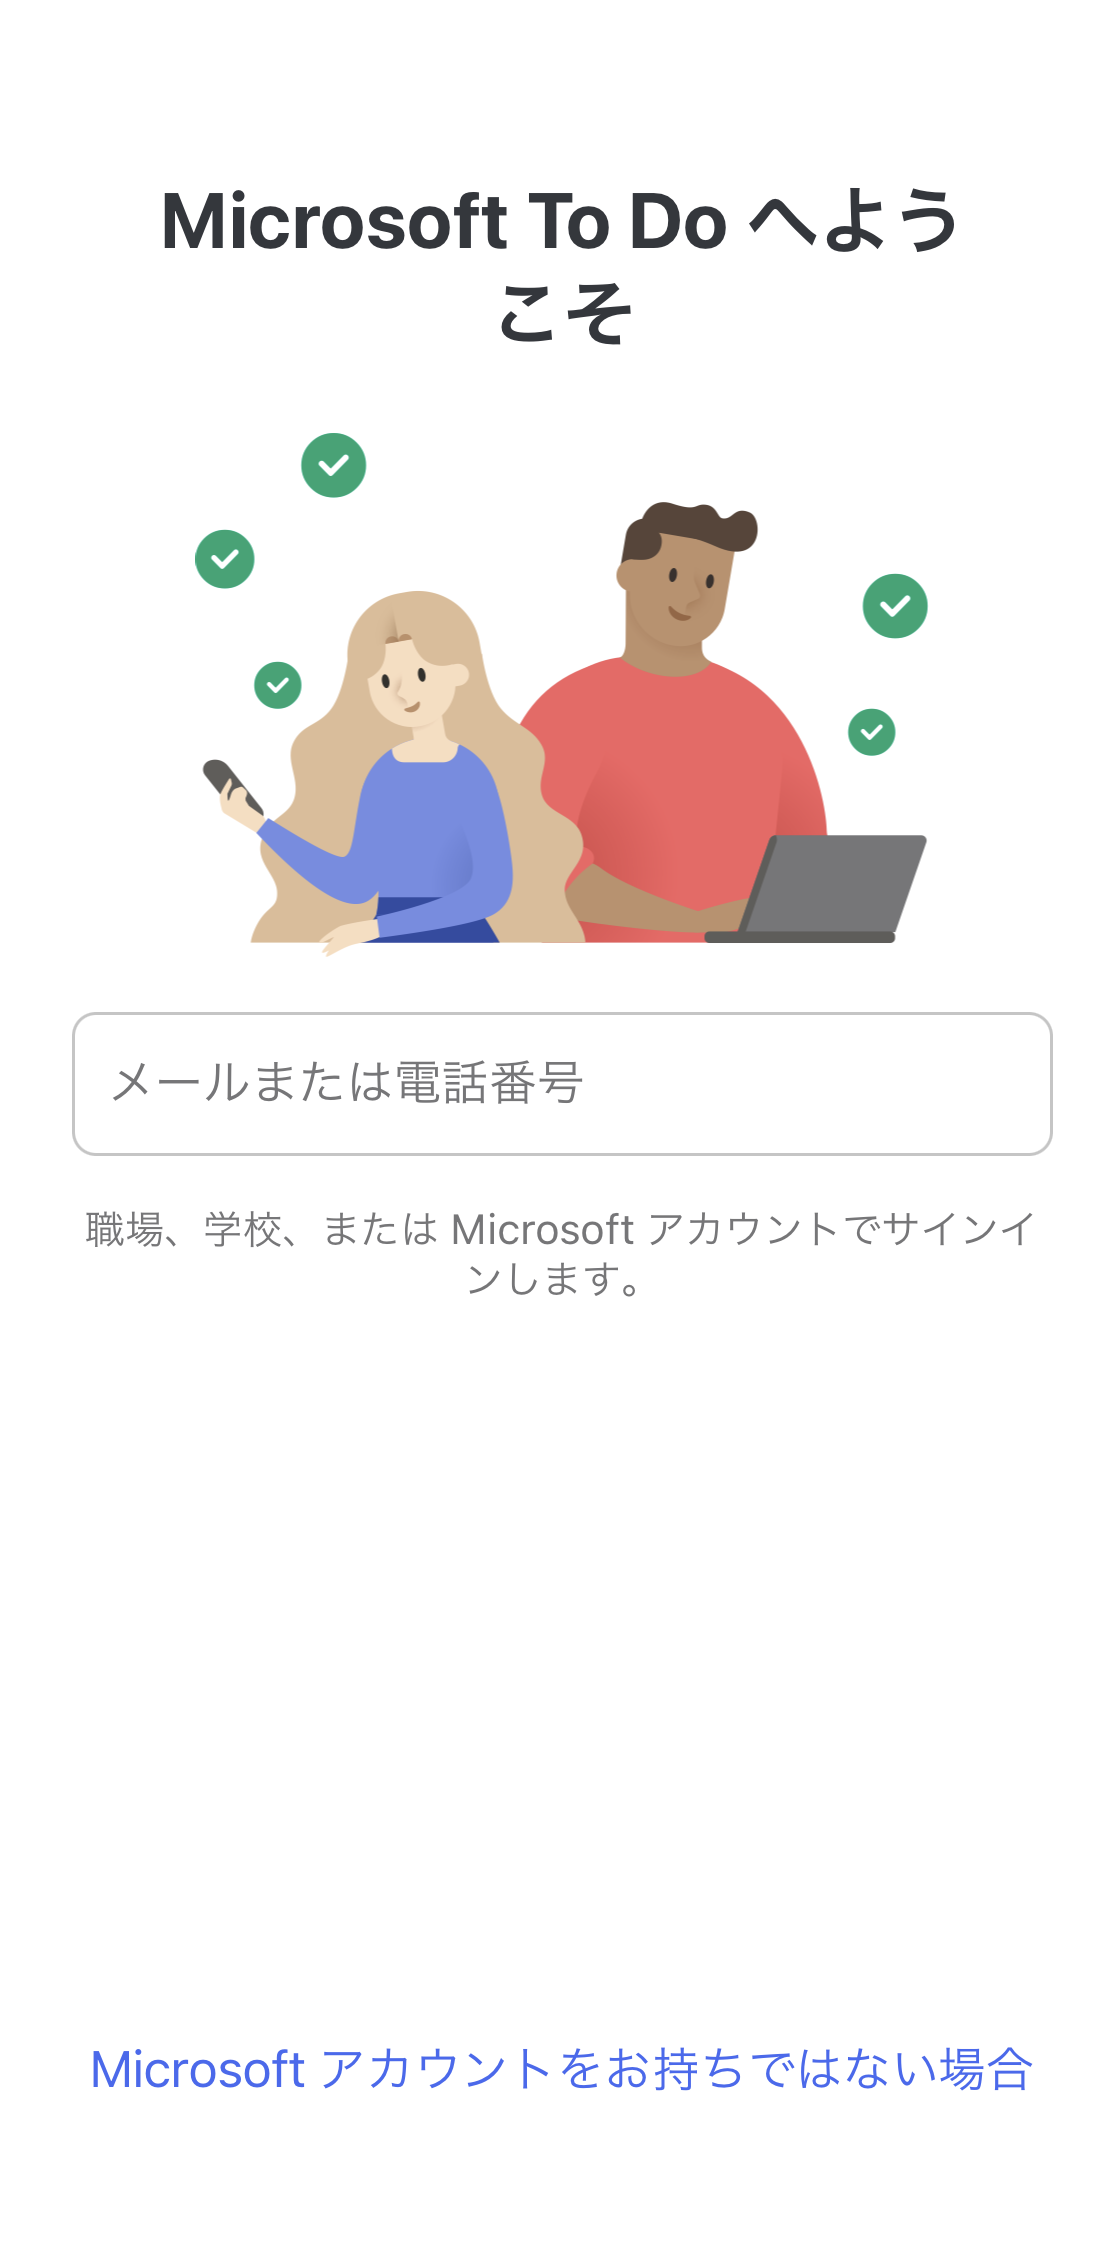 Microsoft To Do へよう
こそ
メールまたは電話番号
職場、学校、または Microsoft アカウントでサインイ
ンします。
Microsoft アカウントをお持ちではない場合